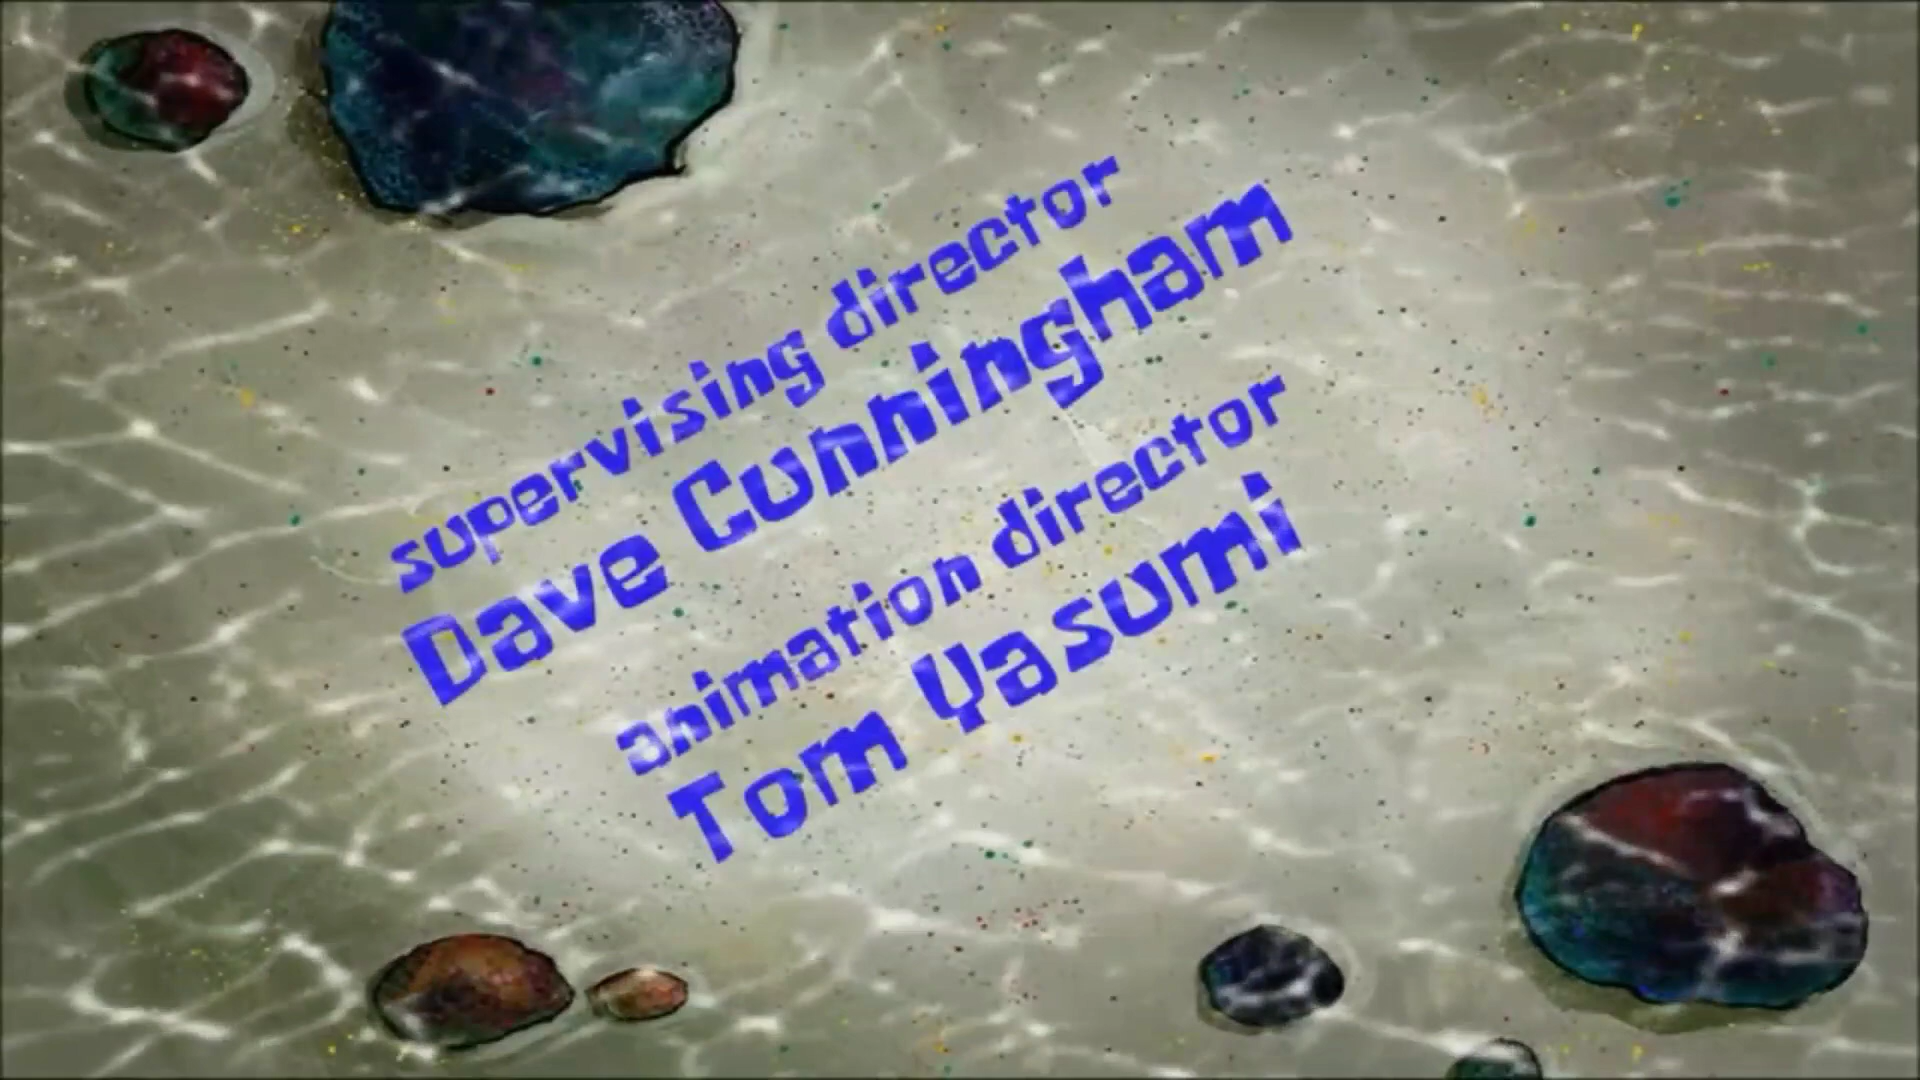 supervising director
Dave Cunningham
animation director
Tom Yasumi